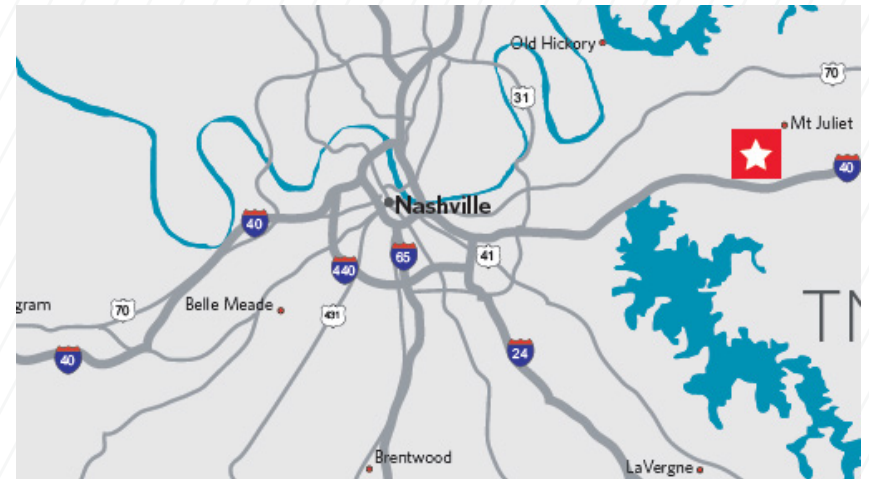 Old Hickory
70
31
Mt Juliet
40
Nashville
40
41
65
440
TN
gram
70
Belle Meade
431
24
40
Brentwood
LaVergne